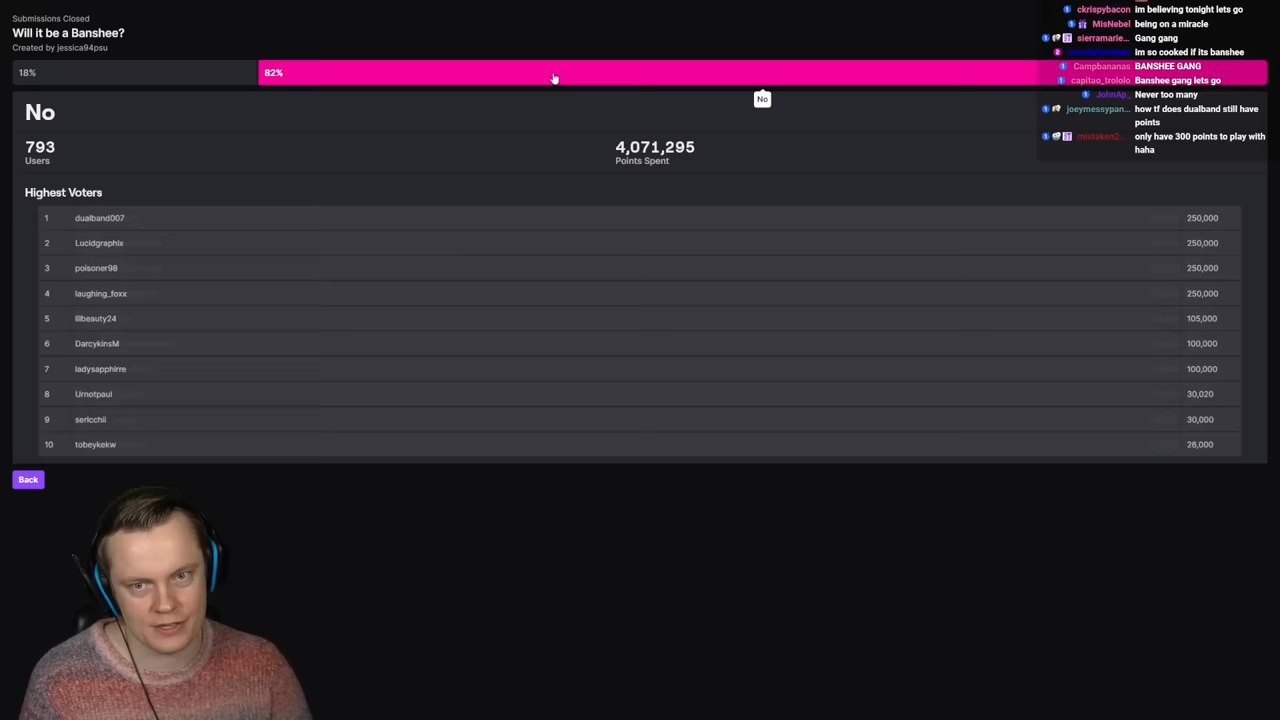 Submissions Closed
Will it be a Banshee?
Created by jessica94psu
18%
82%
No
No
793
Users
4,071,295
Points Spent
Highest Voters
1 dualband007 250,000
2 Lucidgraphix 250,000
3 poisoner98 250,000
4 laughing_foxx 250,000
5 lilbeauty24 105,000
6 DarcykinsM 100,000
7 ladysapphirre 100,000
8 Urnotpaul 30,020
9 sericchii 30,000
10 tobeykekw 26,000
Back
ckrispybacon im believing tonight lets go
MisNebel being on a miracle
sierramarie... Gang gang
im so cooked if its banshee
Campbananas BANSHEE GANG
capitao_trololo Banshee gang lets go
JohnAp_ Never too many
joeymessypan... how tf does dualband still have
points
mistaken2... only have 300 points to play with
haha